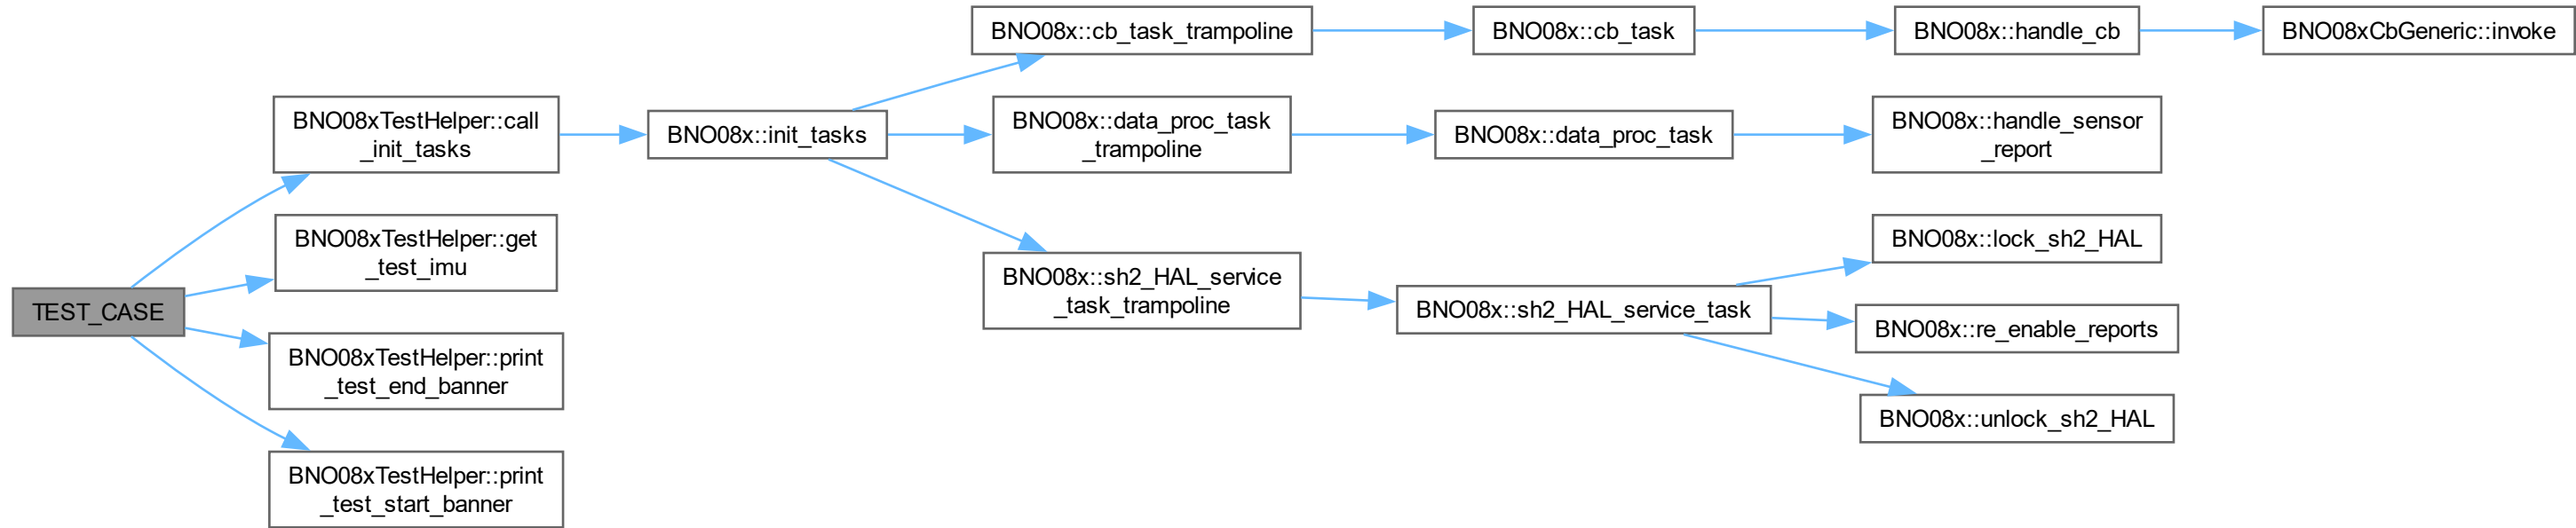 TEST_CASE
BNO08xTestHelper::call
_init_tasks
BNO08xTestHelper::get
_test_imu
BNO08xTestHelper::print
_test_end_banner
BNO08xTestHelper::print
_test_start_banner
BNO08x::init_tasks
BNO08x::cb_task_trampoline
BNO08x::data_proc_task
_trampoline
BNO08x::sh2_HAL_service
_task_trampoline
BNO08x::cb_task
BNO08x::data_proc_task
BNO08x::sh2_HAL_service_task
BNO08x::handle_cb
BNO08x::handle_sensor
_report
BNO08x::lock_sh2_HAL
BNO08x::re_enable_reports
BNO08x::unlock_sh2_HAL
BNO08xCbGeneric::invoke